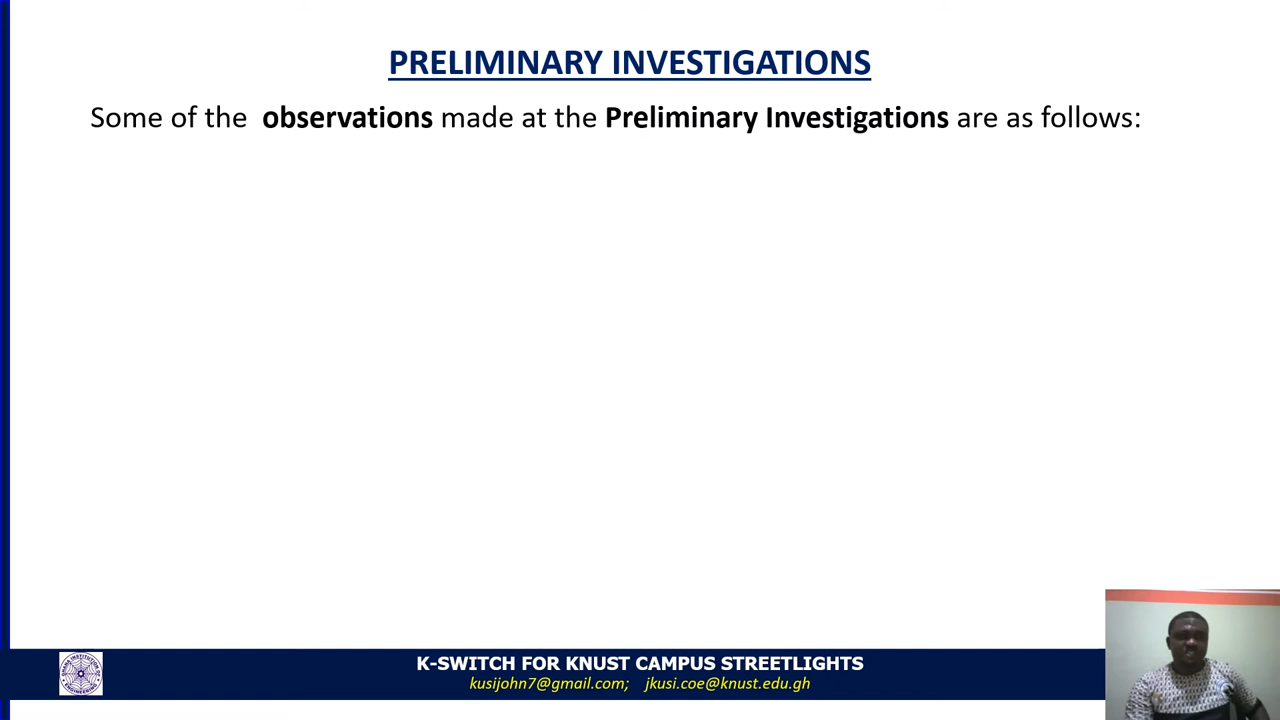 PRELIMINARY INVESTIGATIONS
Some of the observations made at the Preliminary Investigations are as follows:
K-SWITCH FOR KNUST CAMPUS STREETLIGHTS
kusijohn7@gmail.com; jkusi.coe@knust.edu.gh